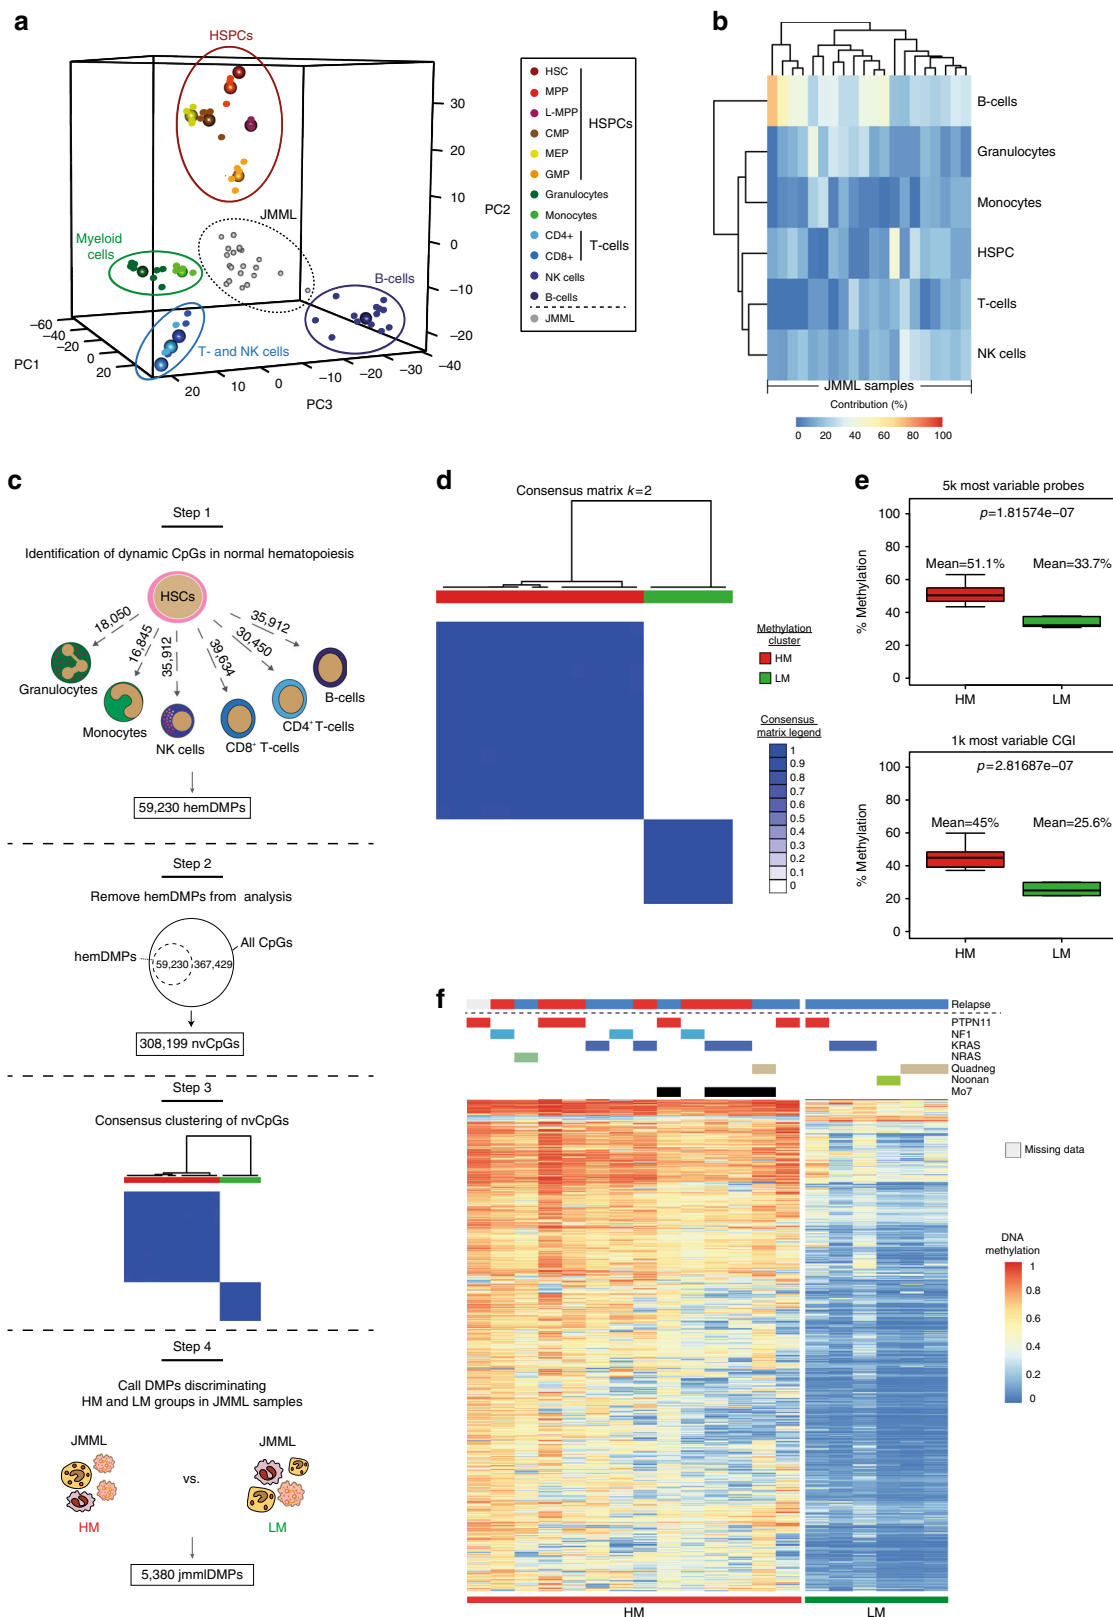 a
HSPCs
JMML
Myeloid
cells
B-cells
T- and NK cells
PC2
30
20
10
0
−10
−20
−60
−40
−20
0
20
PC1
20
10
0
−10
−20
−30
−40
PC3
HSC
MPP
L-MPP
CMP
MEP
GMP
HSPCs
Granulocytes
Monocytes
CD4+
CD8+
T-cells
NK cells
B-cells
JMML
b
B-cells
Granulocytes
Monocytes
HSPC
T-cells
NK cells
JMML samples
Contribution (%)
0 20 40 60 80 100
c
Step 1
Identification of dynamic CpGs in normal hematopoiesis
HSCs
18,050
16,845
35,912
39,634
30,450
35,912
Granulocytes
Monocytes
NK cells
CD8+ T-cells
CD4+ T-cells
B-cells
59,230 hemDMPs
Step 2
Remove hemDMPs from analysis
hemDMPs
All CpGs
59,230
367,429
308,199 nvCpGs
Step 3
Consensus clustering of nvCpGs
Step 4
Call DMPs discriminating
HM and LM groups in JMML samples
JMML
JMML
vs.
HM
LM
5,380 jmmlDMPs
d
Consensus matrix k=2
Methylation
cluster
HM
LM
Consensus
matrix legend
1
0.9
0.8
0.7
0.6
0.5
0.4
0.3
0.2
0.1
0
e
5k most variable probes
p=1.81574e−07
Mean=51.1%
Mean=33.7%
% Methylation
100
80
60
40
20
0
HM
LM
1k most variable CGI
p=2.81687e−07
Mean=45%
Mean=25.6%
% Methylation
100
80
60
40
20
0
HM
LM
f
Relapse
PTPN11
NF1
KRAS
NRAS
Quadneg
Noonan
Mo7
Missing data
DNA
methylation
1
0.8
0.6
0.4
0.2
0
HM
LM